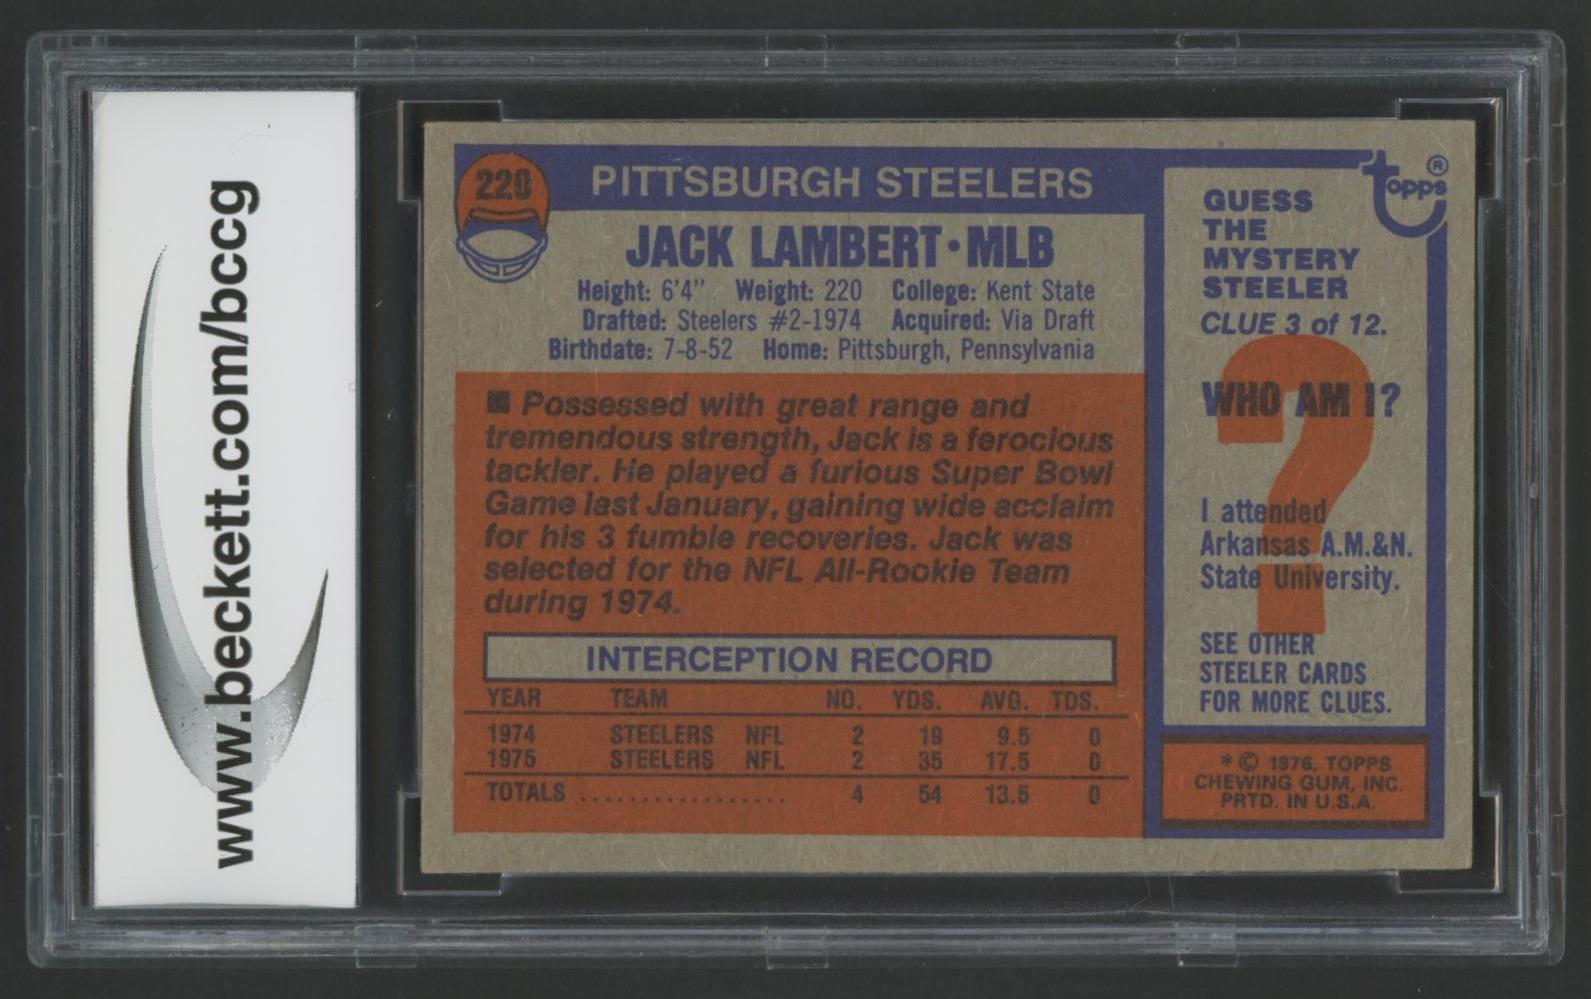 www.beckett.com/bccg
220
PITTSBURGH STEELERS
JACK LAMBERT • MLB
Height: 6'4" Weight: 220 College: Kent State
Drafted: Steelers #2-1974 Acquired: Via Draft
Birthdate: 7-8-52 Home: Pittsburgh, Pennsylvania
■ Possessed with great range and
tremendous strength, Jack is a ferocious
tackler. He played a furious Super Bowl
Game last January, gaining wide acclaim
for his 3 fumble recoveries. Jack was
selected for the NFL All-Rookie Team
during 1974.
INTERCEPTION RECORD
YEAR TEAM NO. YDS. AVG. TDS.
1974 STEELERS NFL 2 19 9.5 0
1975 STEELERS NFL 2 35 17.5 0
TOTALS .................. 4 54 13.5 0
topps ®
GUESS
THE
MYSTERY
STEELER
CLUE 3 of 12.
WHO AM I?
?
I attended
Arkansas A.M.&N.
State University.
SEE OTHER
STEELER CARDS
FOR MORE CLUES.
* © 1976, TOPPS
CHEWING GUM, INC.
PRTD. IN U.S.A.